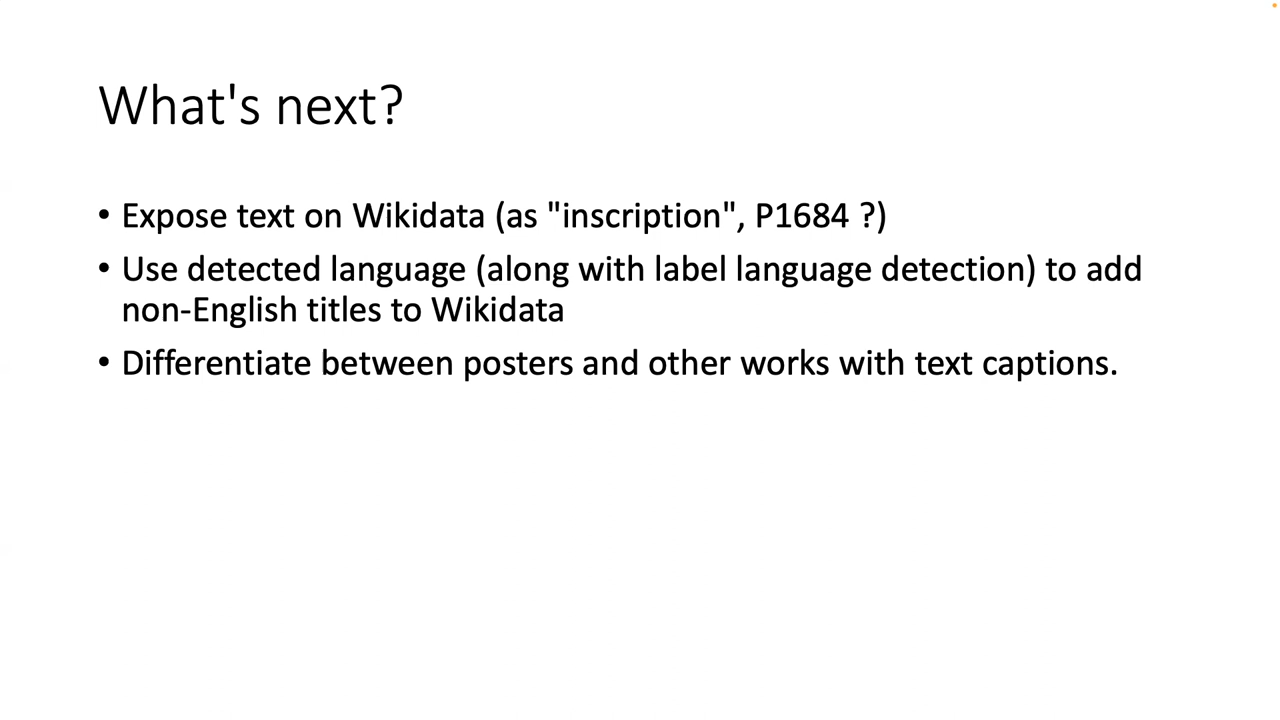 What's next?
• Expose text on Wikidata (as "inscription", P1684 ?)
• Use detected language (along with label language detection) to add
non-English titles to Wikidata
• Differentiate between posters and other works with text captions.